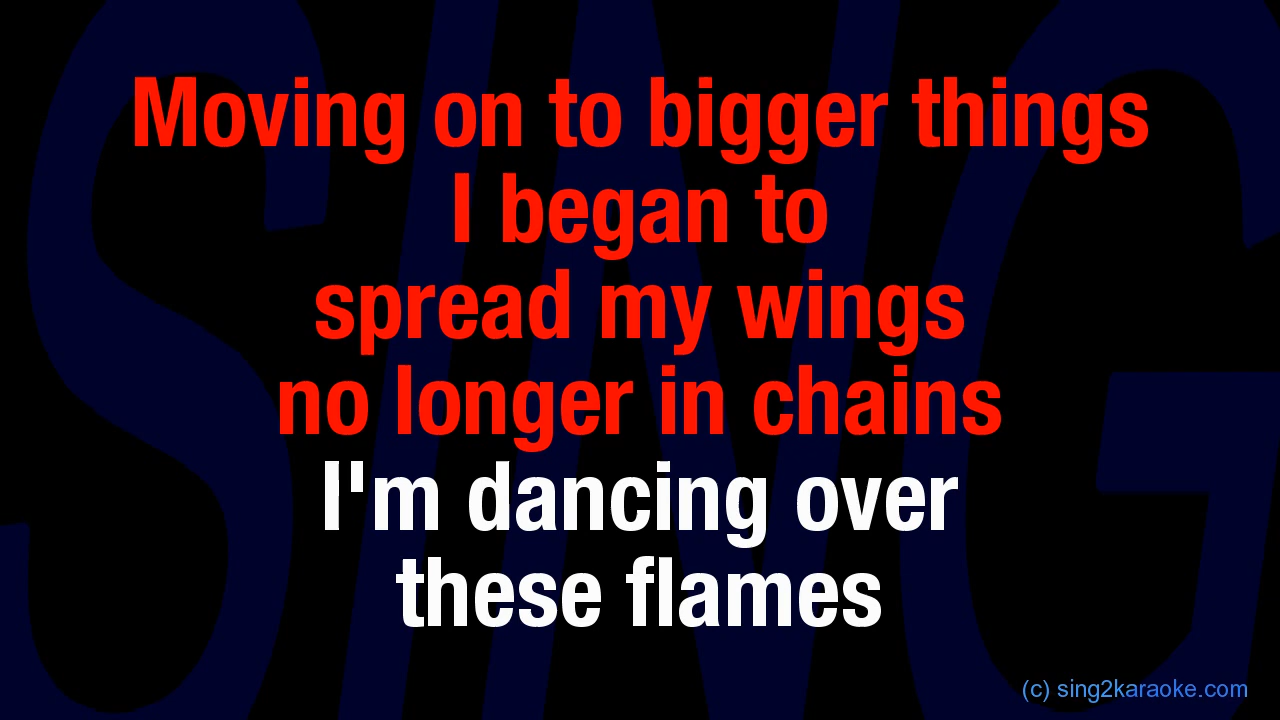 SING
Moving on to bigger things
I began to
spread my wings
no longer in chains
I'm dancing over
these flames
(c) sing2karaoke.com